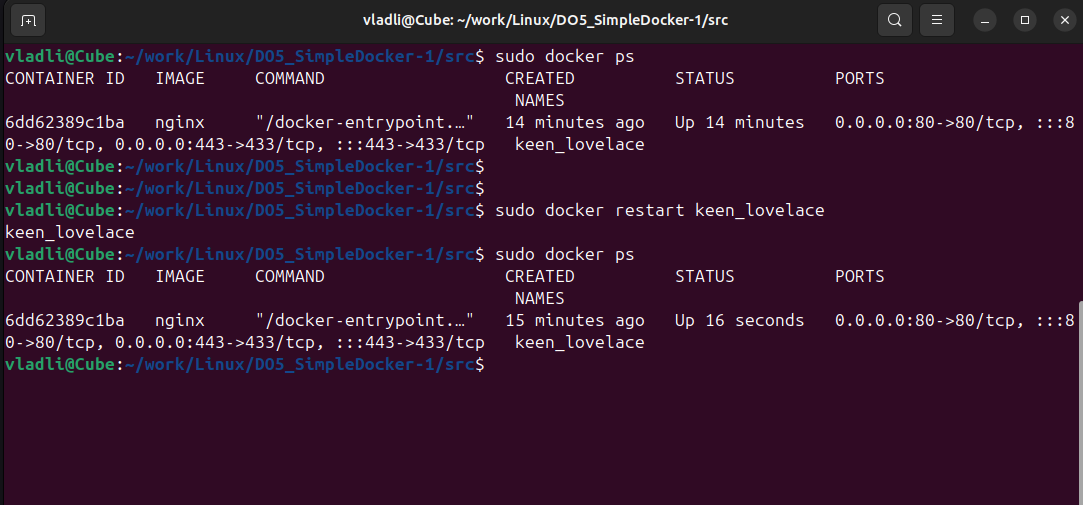 vladli@Cube: ~/work/Linux/DO5_SimpleDocker-1/src
vladli@Cube:~/work/Linux/DO5_SimpleDocker-1/src$ sudo docker ps
CONTAINER ID   IMAGE     COMMAND                  CREATED          STATUS          PORTS
NAMES
6dd62389c1ba   nginx     "/docker-entrypoint.…"   14 minutes ago   Up 14 minutes   0.0.0.0:80->80/tcp, :::8
0->80/tcp, 0.0.0.0:443->433/tcp, :::443->433/tcp   keen_lovelace
vladli@Cube:~/work/Linux/DO5_SimpleDocker-1/src$
vladli@Cube:~/work/Linux/DO5_SimpleDocker-1/src$
vladli@Cube:~/work/Linux/DO5_SimpleDocker-1/src$ sudo docker restart keen_lovelace
keen_lovelace
vladli@Cube:~/work/Linux/DO5_SimpleDocker-1/src$ sudo docker ps
CONTAINER ID   IMAGE     COMMAND                  CREATED          STATUS          PORTS
NAMES
6dd62389c1ba   nginx     "/docker-entrypoint.…"   15 minutes ago   Up 16 seconds   0.0.0.0:80->80/tcp, :::8
0->80/tcp, 0.0.0.0:443->433/tcp, :::443->433/tcp   keen_lovelace
vladli@Cube:~/work/Linux/DO5_SimpleDocker-1/src$